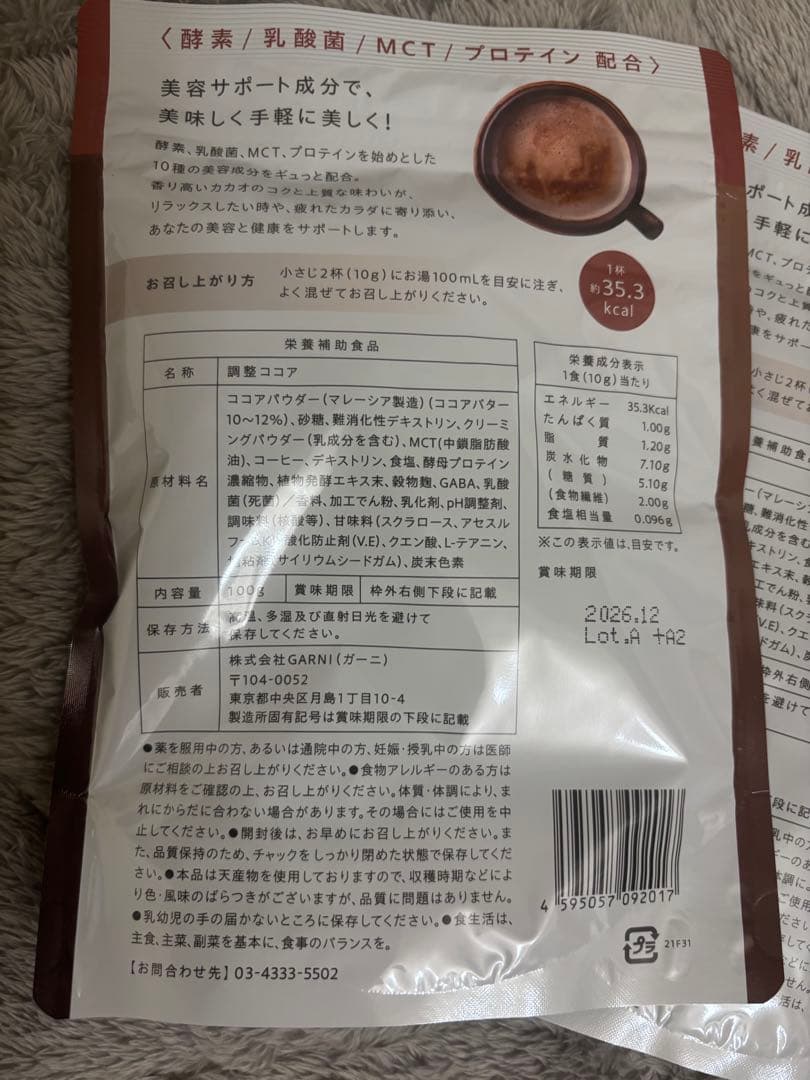 〈酵素/乳酸菌/MCT/プロテイン 配合〉
美容サポート成分で、
美味しく手軽に美しく!
酵素、乳酸菌、MCT、プロテインを始めとした
10種の美容成分をギュっと配合。
香り高いカカオのコクと上質な味わいが、
リラックスしたい時や、疲れたカラダに寄り添い、
あなたの美容と健康をサポートします。
お召し上がり方
小さじ2杯(10g)にお湯100mLを目安に注ぎ、
よく混ぜてお召し上がりください。
1杯
約35.3
kcal
栄養補助食品
名称 調整ココア
原材料名
ココアパウダー(マレーシア製造)(ココアバター
10〜12%)、砂糖、難消化性デキストリン、クリーミ
ングパウダー(乳成分を含む)、MCT(中鎖脂肪酸
油)、コーヒー、デキストリン、食塩、酵母プロテイン
濃縮物、植物発酵エキス末、穀物麹、GABA、乳酸
菌(死菌)/香料、加工でん粉、乳化剤、pH調整剤、
調味料(核酸等)、甘味料(スクラロース、アセスル
酸化防止剤(V.E)、クエン酸、L-テアニン、
粘剤(サイリウムシードガム)、炭末色素
内容量 100g 賞味期限 枠外右側下段に記載
保存方法
高温、多湿及び直射日光を避けて
保存してください。
販売者
株式会社GARNI(ガーニ)
〒104-0052
東京都中央区月島1丁目10-4
製造所固有記号は賞味期限の下段に記載
栄養成分表示
1食(10g)当たり
エネルギー 35.3Kcal
たんぱく質 1.00g
脂質 1.20g
炭水化物 7.10g
(糖質) 5.10g
(食物繊維) 2.00g
食塩相当量 0.096g
※この表示値は、目安です。
賞味期限
2026.12
Lot.A +A2
●薬を服用中の方、あるいは通院中の方、妊娠・授乳中の方は医師
にご相談の上お召し上がりください。●食物アレルギーのある方は
原材料をご確認の上、お召し上がりください。体質・体調により、ま
れにからだに合わない場合があります。その場合にはご使用を中
止してください。●開封後は、お早めにお召し上がりください。ま
た、品質保持のため、チャックをしっかり閉めた状態で保存してくだ
さい。●本品は天産物を使用しておりますので、収穫時期などによ
り色・風味のばらつきがございますが、品質に問題はありません。
●乳幼児の手の届かないところに保存してください。●食生活は、
主食、主菜、副菜を基本に、食事のバランスを。
【お問合わせ先】03-4333-5502
4 595057 092017
プラ
21F31